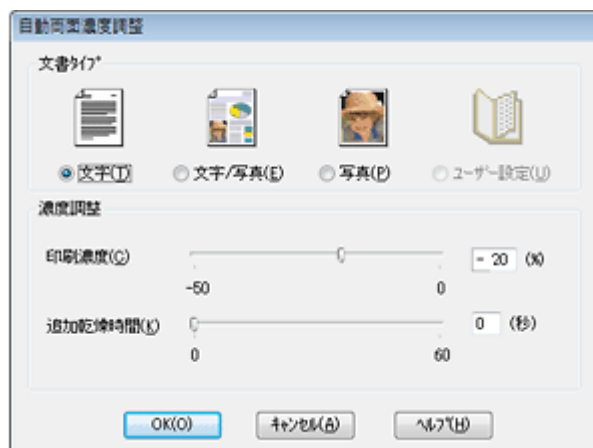 自動両面濃度調整
文書タイプ
文字(T) 文字/写真(E) 写真(P) ユーザー設定(U)
濃度調整
印刷濃度(C) - 20 (%)
-50 0
追加乾燥時間(K) 0 (秒)
0 60
OK(O) キャンセル(A) ヘルプ(H)